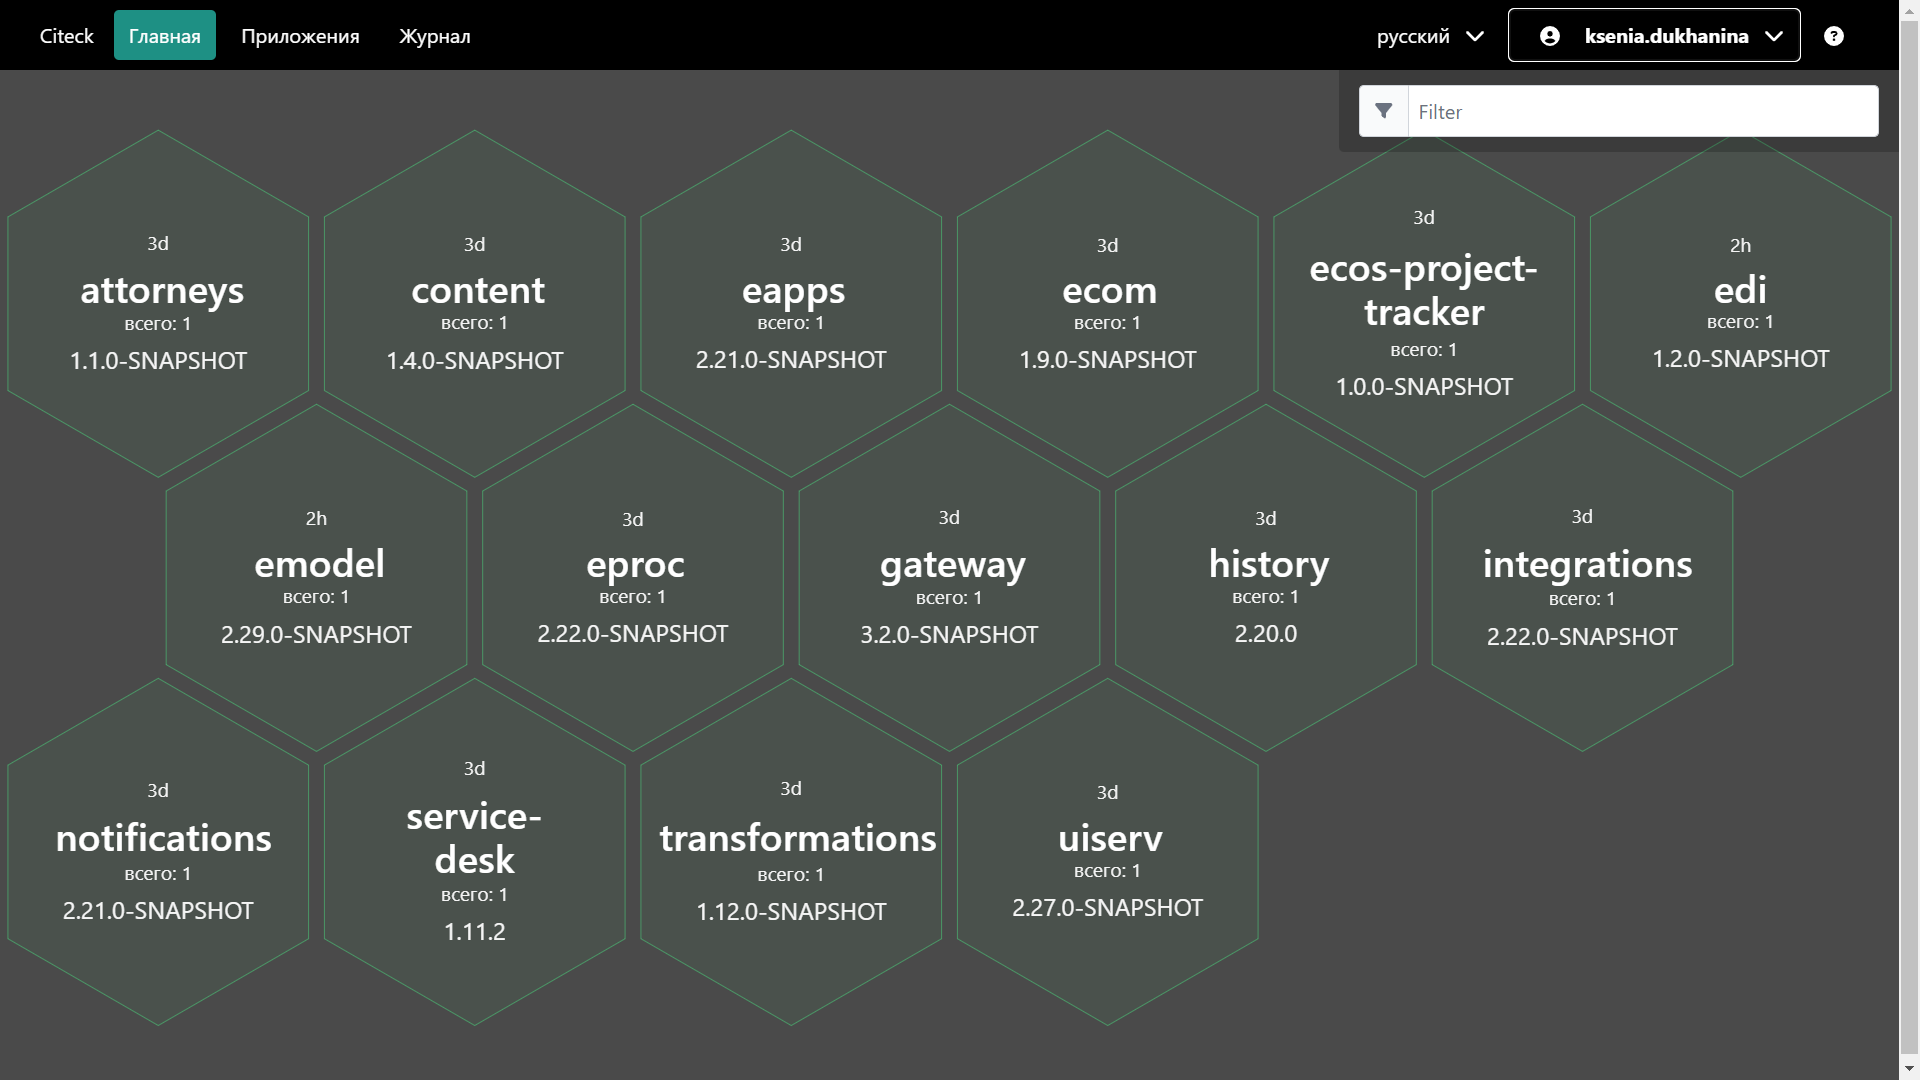 Citeck Главная Приложения Журнал русский ksenia.dukhanina ?
Filter
3d
attorneys
всего: 1
1.1.0-SNAPSHOT
3d
content
всего: 1
1.4.0-SNAPSHOT
3d
eapps
всего: 1
2.21.0-SNAPSHOT
3d
ecom
всего: 1
1.9.0-SNAPSHOT
3d
ecos-project-
tracker
всего: 1
1.0.0-SNAPSHOT
2h
edi
всего: 1
1.2.0-SNAPSHOT
2h
emodel
всего: 1
2.29.0-SNAPSHOT
3d
eproc
всего: 1
2.22.0-SNAPSHOT
3d
gateway
всего: 1
3.2.0-SNAPSHOT
3d
history
всего: 1
2.20.0
3d
integrations
всего: 1
2.22.0-SNAPSHOT
3d
notifications
всего: 1
2.21.0-SNAPSHOT
3d
service-
desk
всего: 1
1.11.2
3d
transformations
всего: 1
1.12.0-SNAPSHOT
3d
uiserv
всего: 1
2.27.0-SNAPSHOT